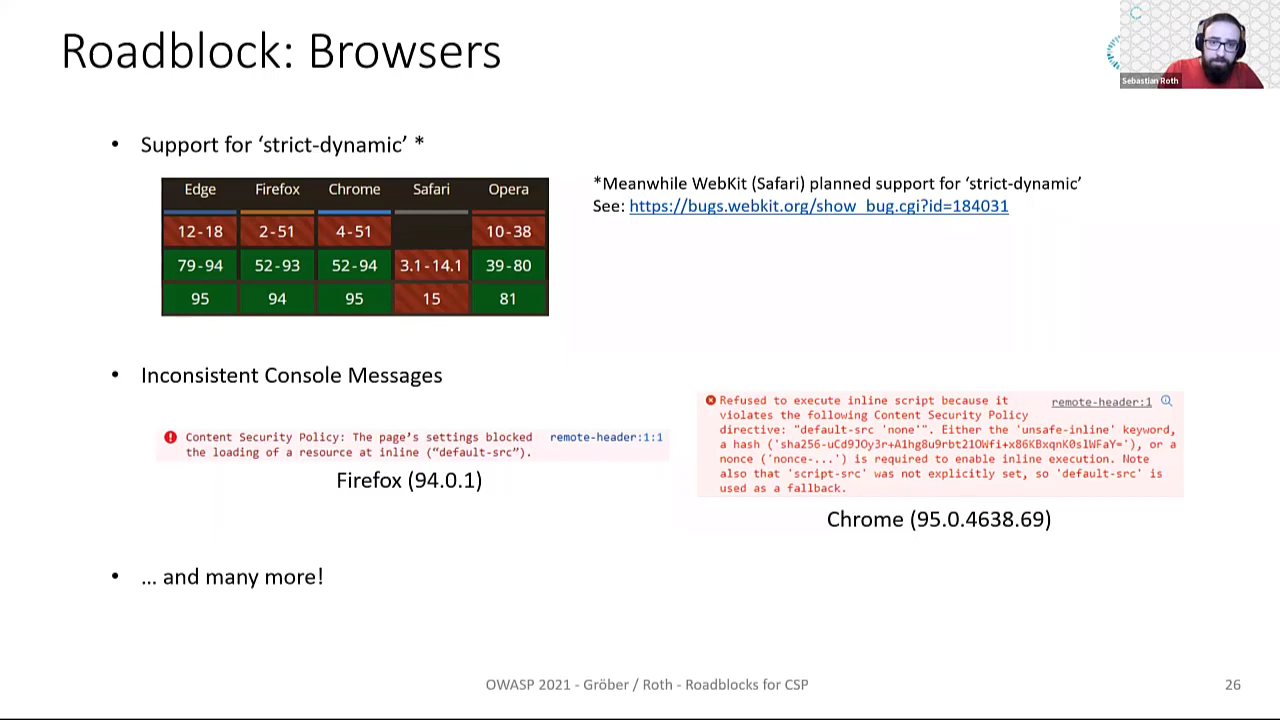 Roadblock: Browsers
Sebastian Roth
• Support for ‘strict-dynamic’ *
Edge Firefox Chrome Safari Opera
12-18 2-51 4-51 10-38
79-94 52-93 52-94 3.1-14.1 39-80
95 94 95 15 81
*Meanwhile WebKit (Safari) planned support for ‘strict-dynamic’
See: https://bugs.webkit.org/show_bug.cgi?id=184031
• Inconsistent Console Messages
Content Security Policy: The page’s settings blocked remote-header:1:1
the loading of a resource at inline (“default-src”).
Firefox (94.0.1)
Refused to execute inline script because it remote-header:1
violates the following Content Security Policy
directive: "default-src 'none'". Either the 'unsafe-inline' keyword,
a hash ('sha256-uCd9JOy3r+A1hg8u9rbt21OWfi+x86KBxqnK0s1WFaY='), or a
nonce ('nonce-...') is required to enable inline execution. Note
also that 'script-src' was not explicitly set, so 'default-src' is
used as a fallback.
Chrome (95.0.4638.69)
• ... and many more!
OWASP 2021 - Gröber / Roth - Roadblocks for CSP
26